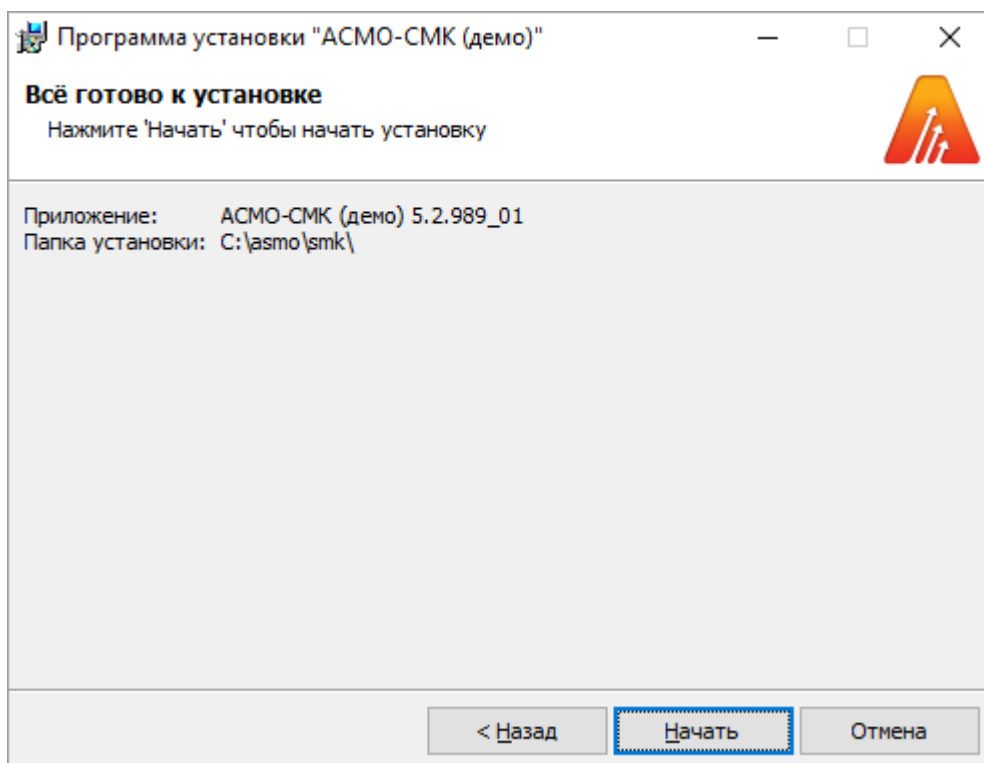 Программа установки "АСМО-СМК (демо)"
Всё готово к установке
Нажмите 'Начать' чтобы начать установку
Приложение: АСМО-СМК (демо) 5.2.989_01
Папка установки: C:\asmo\smk\
< Назад Начать Отмена